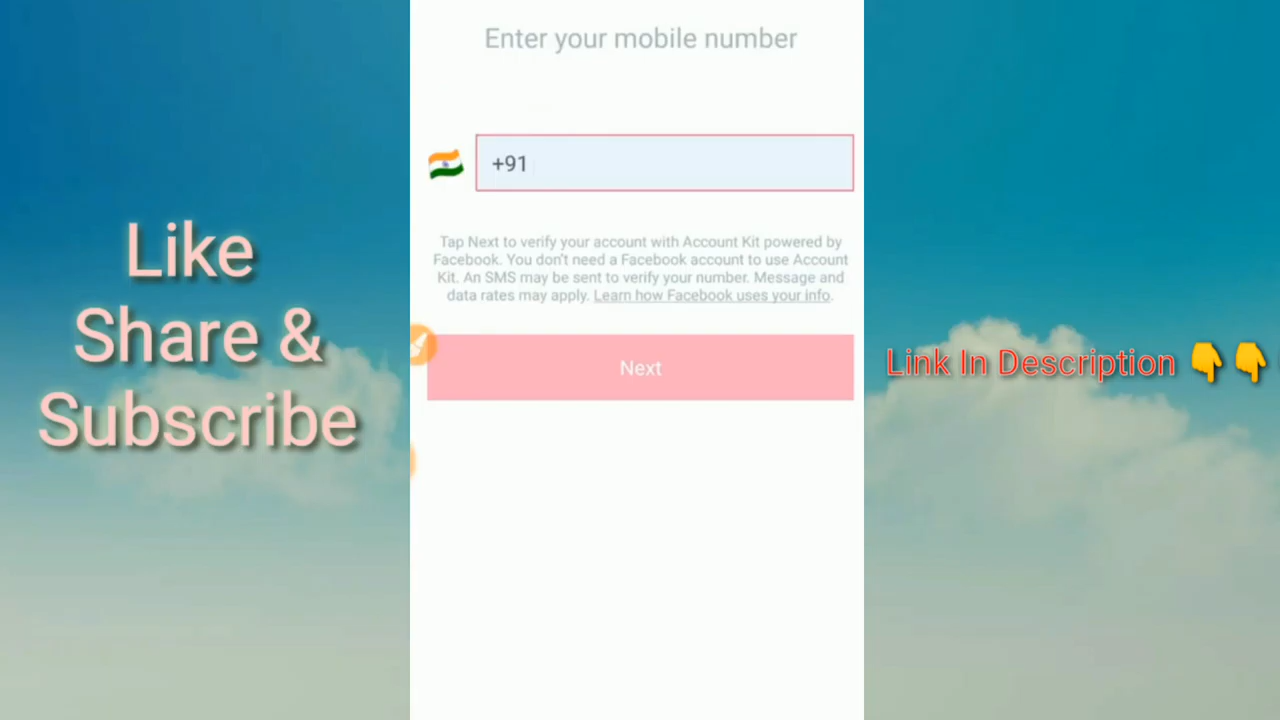 Enter your mobile number
+91
Tap Next to verify your account with Account Kit powered by
Facebook. You don't need a Facebook account to use Account
Kit. An SMS may be sent to verify your number. Message and
data rates may apply. Learn how Facebook uses your info.
Next
Like
Share &
Subscribe
Link In Description 👇👇